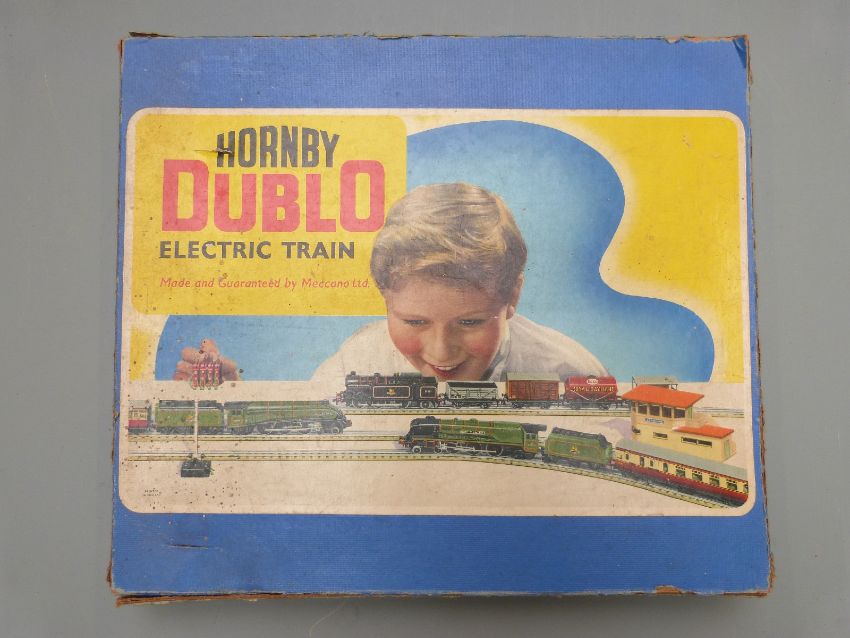 HORNBY
DUBLO
ELECTRIC TRAIN
Made and Guaranteed by Meccano Ltd.